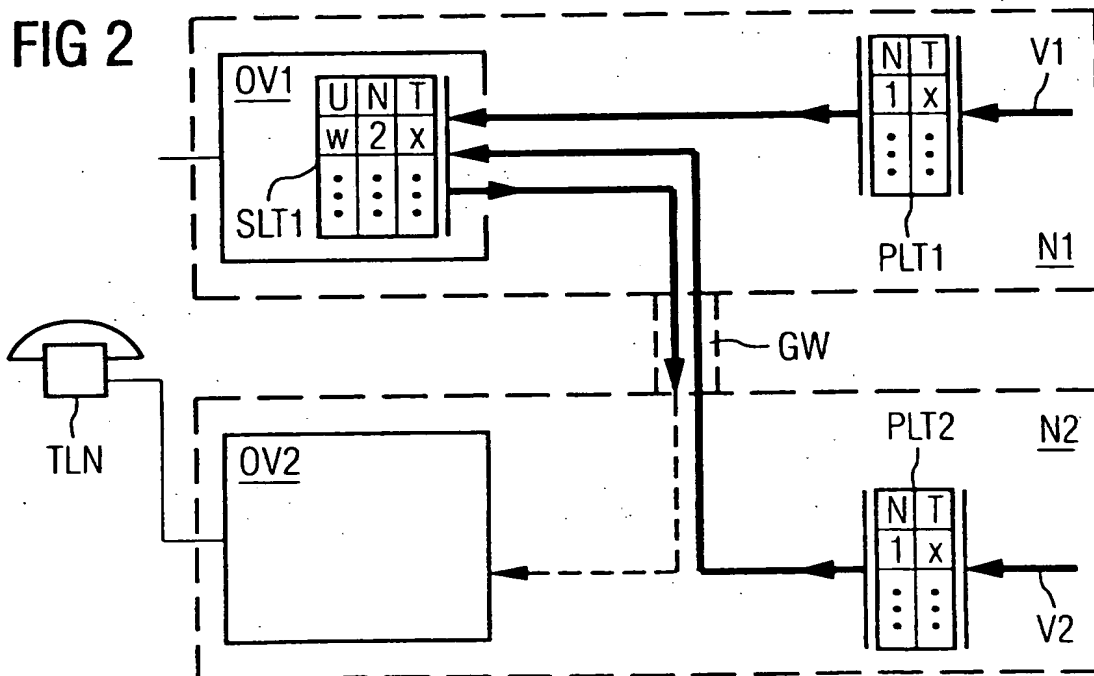 FIG 2
OV1
U N T
w 2 x
SLT1
N T
1 x
PLT1
V1
N1
GW
TLN
OV2
PLT2
N T
1 x
V2
N2